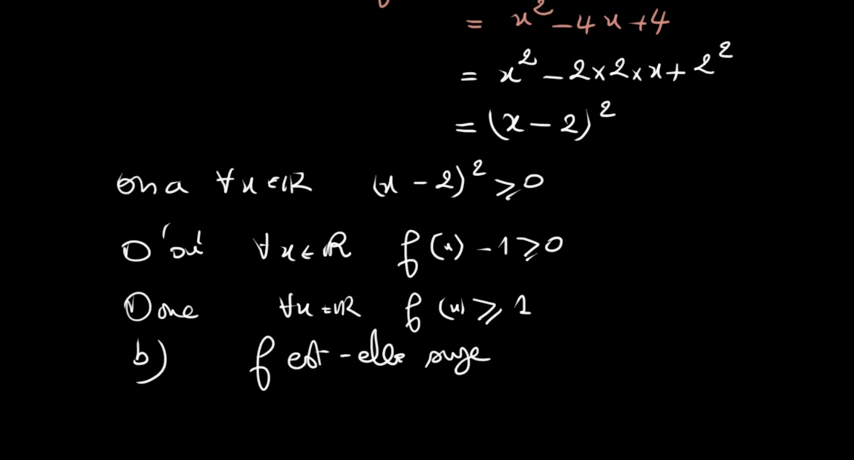 = x² - 4x + 4
= x² - 2×2×x + 2²
= (x - 2)²
on a ∀x∈ℝ (x - 2)² ⩾ 0
D'où ∀x∈ℝ f(x) - 1 ⩾ 0
Donc ∀x∈ℝ f(x) ⩾ 1
b) f est-elle surje